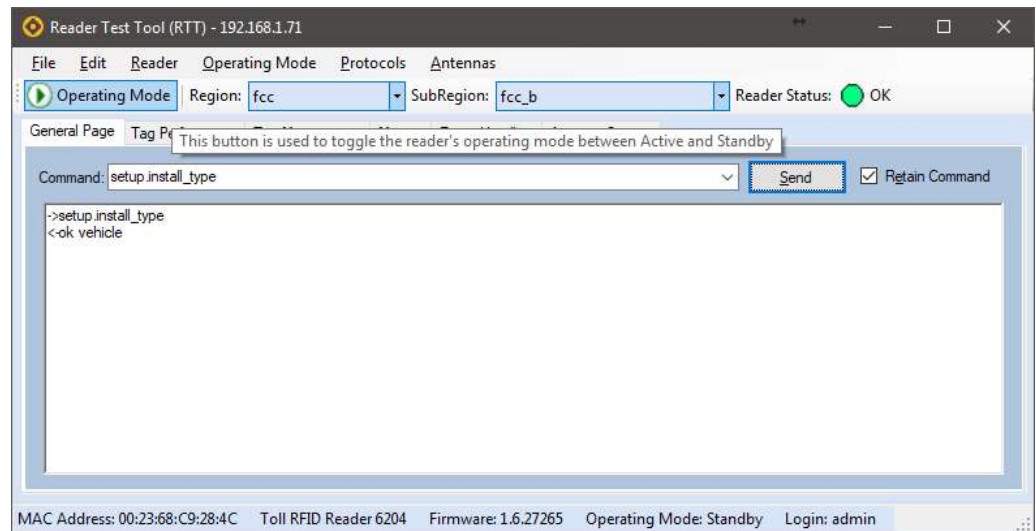 Reader Test Tool (RTT) - 192.168.1.71
File Edit Reader Operating Mode Protocols Antennas
Operating Mode Region: fcc SubRegion: fcc_b Reader Status: OK
General Page Tag
This button is used to toggle the reader's operating mode between Active and Standby
Command: setup.install_type Send Retain Command
->setup.install_type
<-ok vehicle
MAC Address: 00:23:68:C9:28:4C Toll RFID Reader 6204 Firmware: 1.6.27265 Operating Mode: Standby Login: admin